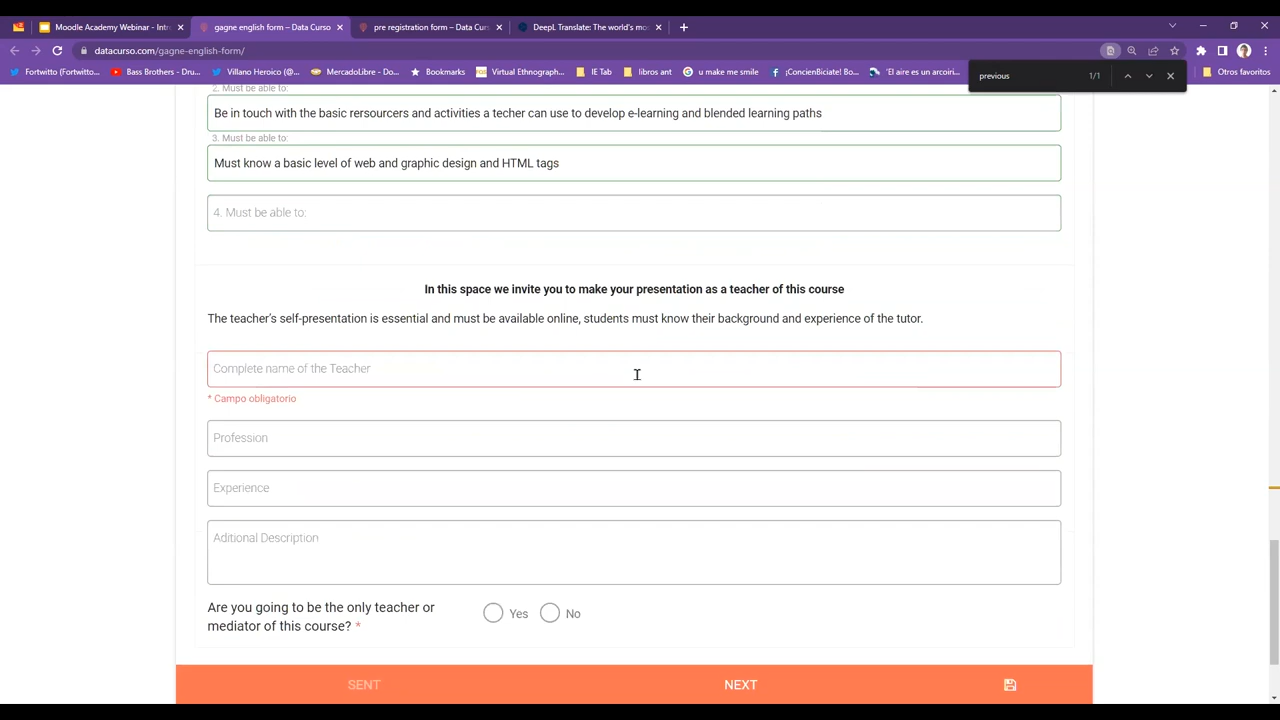 Moodle Academy Webinar - Intr
gagne english form – Data Curso
pre registration form – Data Curs
DeepL Translate: The world's mos
datacurso.com/gagne-english-form/
Fortwitto (Fortwitto...
Bass Brothers - Dru...
Villano Heroico (@...
MercadoLibre - Do...
Bookmarks
Virtual Ethnograph...
IE Tab
libros ant
u make me smile
¡ConcienBiciate! Bo...
'El aire es un arcoiri...
Otros favoritos
previous
1/1
2. Must be able to:
Be in touch with the basic rersourcers and activities a techer can use to develop e-learning and blended learning paths
3. Must be able to:
Must know a basic level of web and graphic design and HTML tags
4. Must be able to:
In this space we invite you to make your presentation as a teacher of this course
The teacher's self-presentation is essential and must be available online, students must know their background and experience of the tutor.
Complete name of the Teacher
* Campo obligatorio
Profession
Experience
Aditional Description
Are you going to be the only teacher or
mediator of this course? *
Yes
No
SENT
NEXT